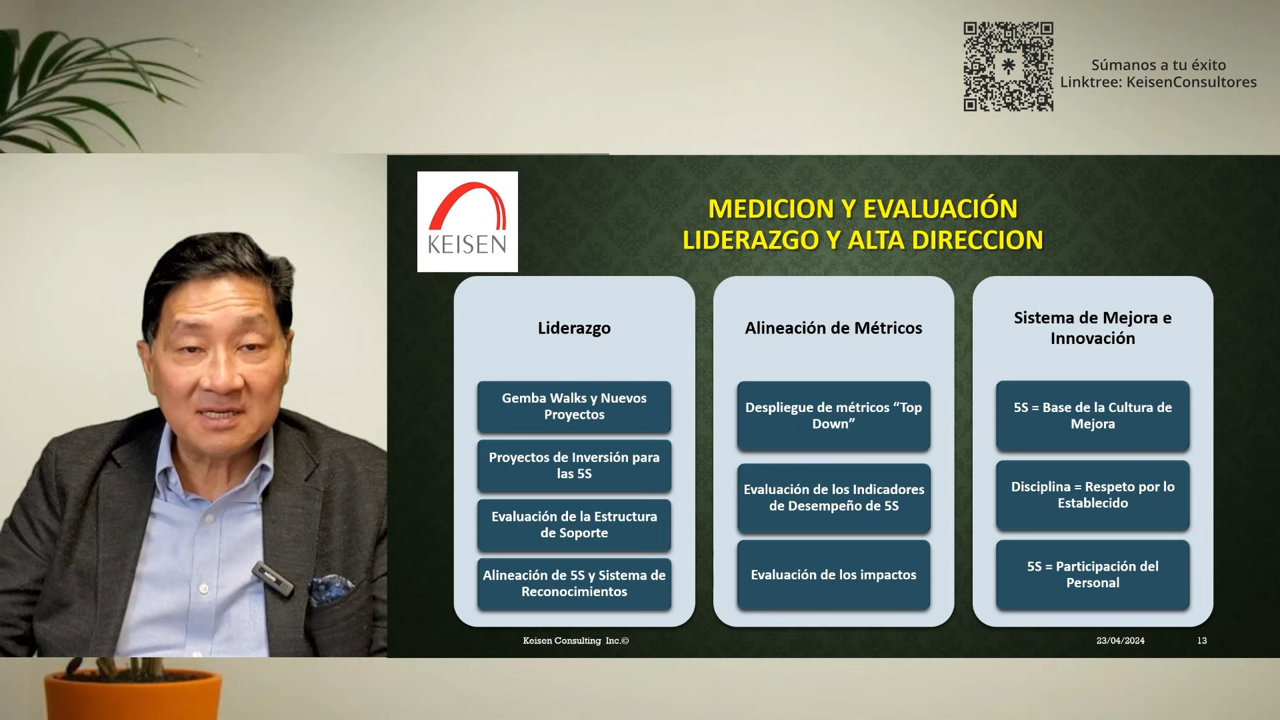 Súmanos a tu éxito
Linktree: KeisenConsultores
KEISEN
MEDICION Y EVALUACIÓN
LIDERAZGO Y ALTA DIRECCION
Liderazgo
Gemba Walks y Nuevos
Proyectos
Proyectos de Inversión para
las 5S
Evaluación de la Estructura
de Soporte
Alineación de 5S y Sistema de
Reconocimientos
Alineación de Métricos
Despliegue de métricos “Top
Down”
Evaluación de los Indicadores
de Desempeño de 5S
Evaluación de los impactos
Sistema de Mejora e
Innovación
5S = Base de la Cultura de
Mejora
Disciplina = Respeto por lo
Establecido
5S = Participación del
Personal
Keisen Consulting Inc.©
23/04/2024
13